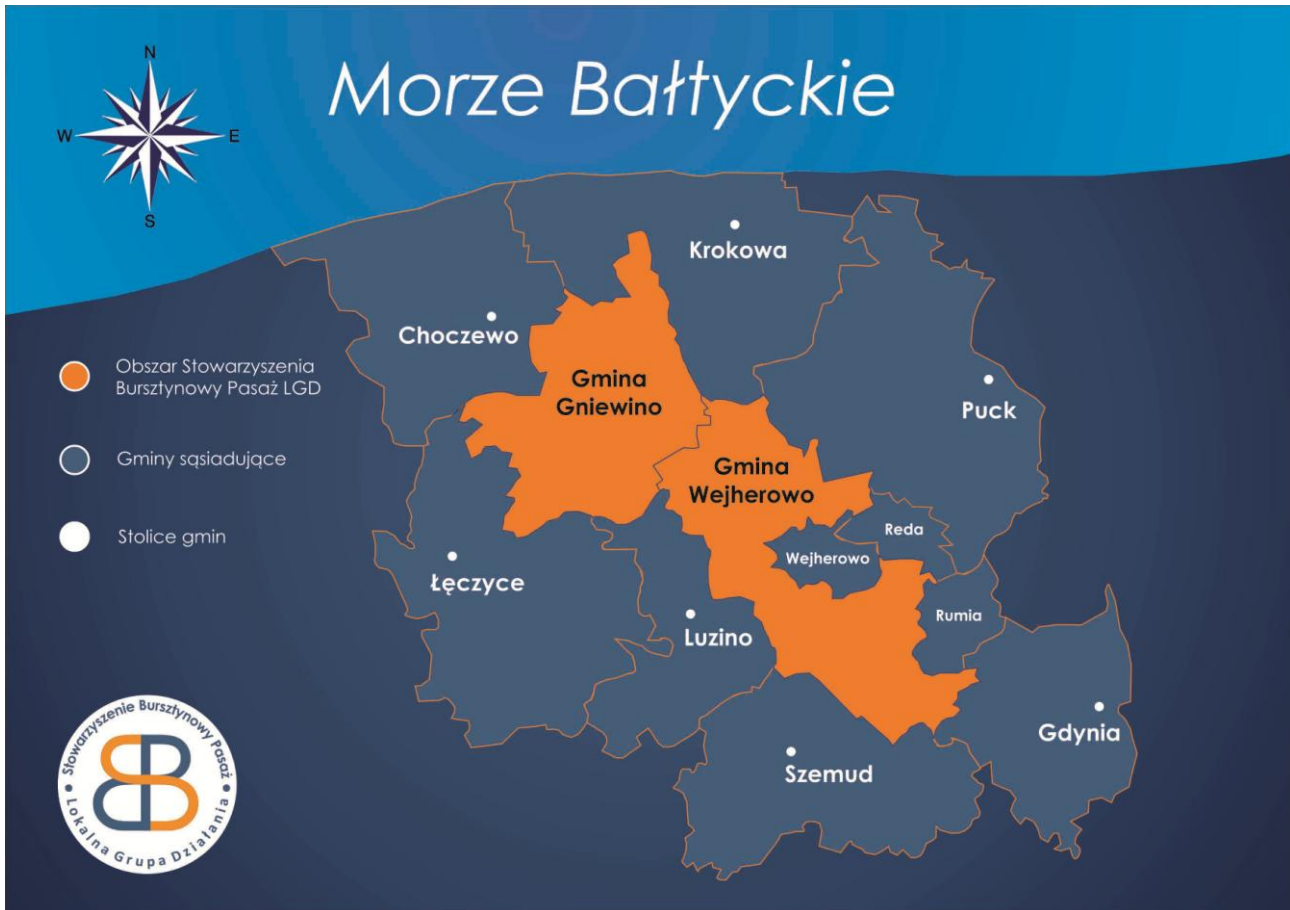 Morze Bałtyckie
N
W
E
S
Krokowa
Choczewo
Obszar Stowarzyszenia
Bursztynowy Pasaż LGD
Gmina
Gniewino
Puck
Gminy sąsiadujące
Gmina
Wejherowo
Stolice gmin
Reda
Wejherowo
Łęczyce
Rumia
Luzino
Gdynia
Szemud
Stowarzyszenie Bursztynowy Pasaż
Lokalna Grupa Działania